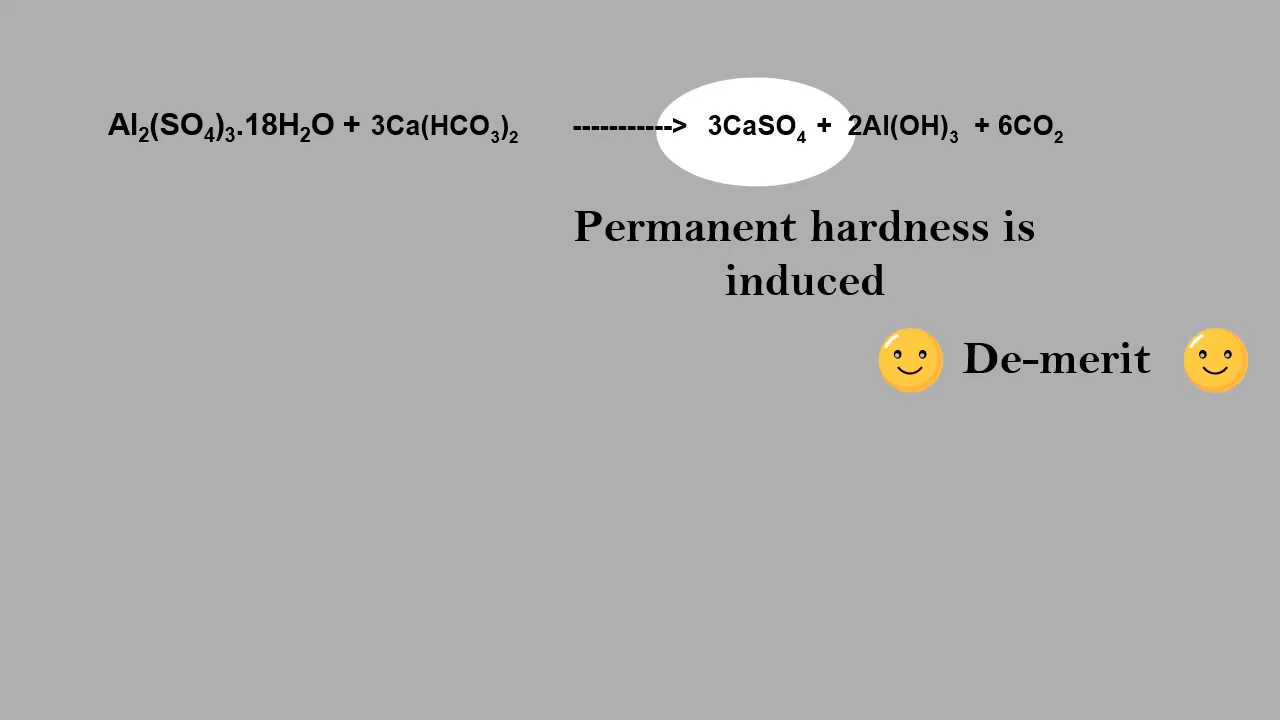 Al₂(SO₄)₃.18H₂O + 3Ca(HCO₃)₂ -----------> 3CaSO₄ + 2Al(OH)₃ + 6CO₂
Permanent hardness is
induced
De-merit